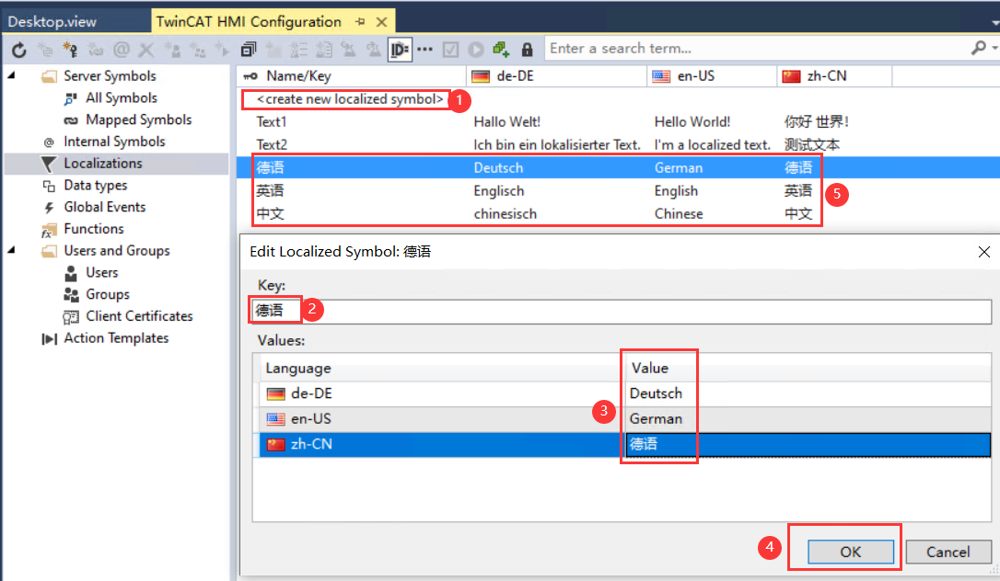 Desktop.view TwinCAT HMI Configuration
ID: Enter a search term...
Server Symbols
All Symbols
Mapped Symbols
Internal Symbols
Localizations
Data types
Global Events
Functions
Users and Groups
Users
Groups
Client Certificates
Action Templates
Name/Key de-DE en-US zh-CN
<create new localized symbol> 1
Text1 Hallo Welt! Hello World! 你好 世界!
Text2 Ich bin ein lokalisierter Text. I'm a localized text. 测试文本
德语 Deutsch German 德语
英语 Englisch English 英语 5
中文 chinesisch Chinese 中文
Edit Localized Symbol: 德语
Key:
德语 2
Values:
Language Value
de-DE Deutsch
3
en-US German
zh-CN 德语
4 OK Cancel